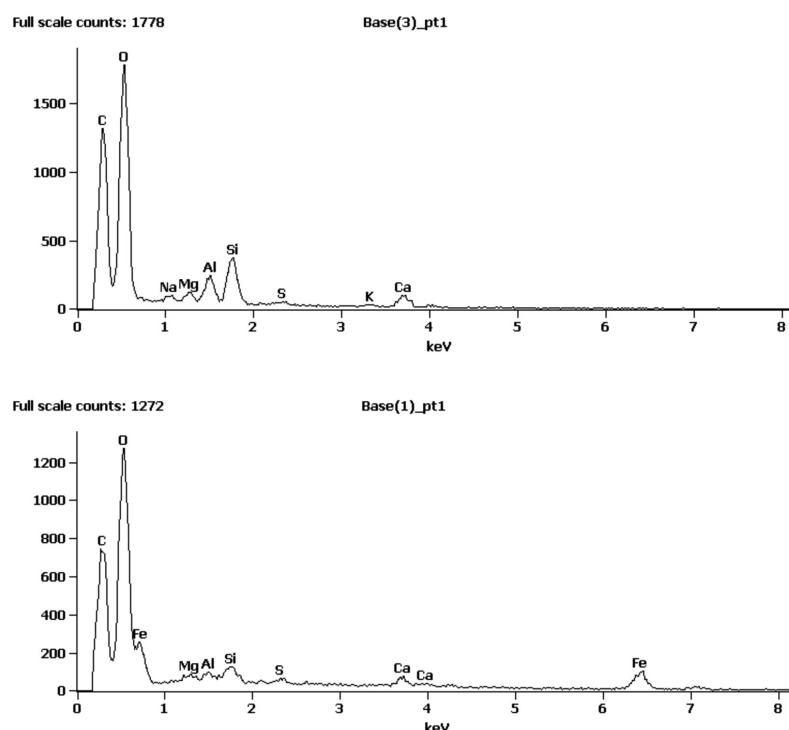 Full scale counts: 1778 Base(3)_pt1
O
1500
C
1000
500
Si
Al
Na Mg S K Ca
0
0 1 2 3 4 5 6 7 8
keV
Full scale counts: 1272 Base(1)_pt1
O
1200
1000
C
800
600
400
Fe
200
Mg Al Si S Ca Ca Fe
0
0 1 2 3 4 5 6 7 8
keV